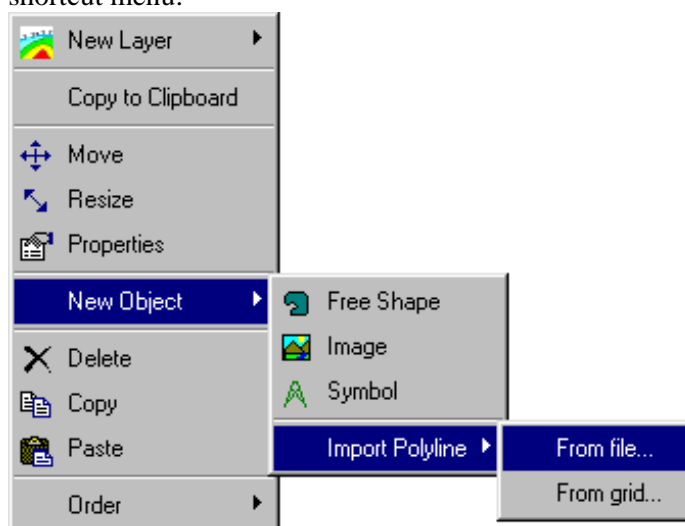 shortcut menu:
New Layer
Copy to Clipboard
Move
Resize
Properties
New Object
Free Shape
Delete
Image
Copy
Symbol
Paste
Import Polyline
From file...
Order
From grid...